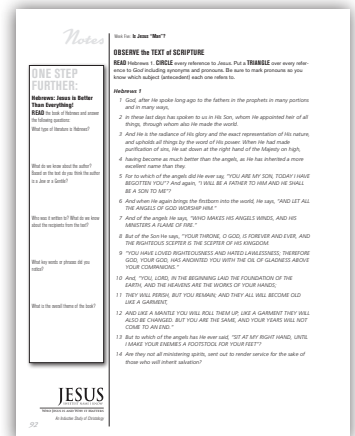 Notes
ONE STEP
FURTHER:
Hebrews: Jesus is Better
Than Everything!
READ the book of Hebrews and answer
the following questions:
What type of literature is Hebrews?
What do we know about the author?
Based on the text do you think the author
is a Jew or a Gentile?
Who was it written to? What do we know
about the recipients from the text?
What key words or phrases did you
notice?
What is the overall theme of the book?
JESUS
An Inductive Study of Christology
92
Week Five: Is Jesus "Man"?
OBSERVE the TEXT of SCRIPTURE
READ Hebrews 1. CIRCLE every reference to Jesus. Put a TRIANGLE over every refer-
ence to God including synonyms and pronouns. Be sure to mark pronouns so you
know which subject (antecedent) each one refers to.
Hebrews 1
1 God, after He spoke long ago to the fathers in the prophets in many portions
and in many ways,
2 in these last days has spoken to us in His Son, whom He appointed heir of all
things, through whom also He made the world.
3 And He is the radiance of His glory and the exact representation of His nature,
and upholds all things by the word of His power. When He had made
purification of sins, He sat down at the right hand of the Majesty on high,
4 having become as much better than the angels, as He has inherited a more
excellent name than they.
5 For to which of the angels did He ever say, "YOU ARE MY SON, TODAY I HAVE
BEGOTTEN YOU"? And again, "I WILL BE A FATHER TO HIM AND HE SHALL
BE A SON TO ME"?
6 And when He again brings the firstborn into the world, He says, "AND LET ALL
THE ANGELS OF GOD WORSHIP HIM."
7 And of the angels He says, "WHO MAKES HIS ANGELS WINDS, AND HIS
MINISTERS A FLAME OF FIRE."
8 But of the Son He says, "YOUR THRONE, O GOD, IS FOREVER AND EVER, AND
THE RIGHTEOUS SCEPTER IS THE SCEPTER OF HIS KINGDOM.
9 "YOU HAVE LOVED RIGHTEOUSNESS AND HATED LAWLESSNESS; THEREFORE
GOD, YOUR GOD, HAS ANOINTED YOU WITH THE OIL OF GLADNESS ABOVE
YOUR COMPANIONS."
10 And, "YOU, LORD, IN THE BEGINNING LAID THE FOUNDATION OF THE
EARTH, AND THE HEAVENS ARE THE WORKS OF YOUR HANDS;
11 THEY WILL PERISH, BUT YOU REMAIN; AND THEY ALL WILL BECOME OLD
LIKE A GARMENT,
12 AND LIKE A MANTLE YOU WILL ROLL THEM UP; LIKE A GARMENT THEY WILL
ALSO BE CHANGED. BUT YOU ARE THE SAME, AND YOUR YEARS WILL NOT
COME TO AN END."
13 But to which of the angels has He ever said, "SIT AT MY RIGHT HAND, UNTIL
I MAKE YOUR ENEMIES A FOOTSTOOL FOR YOUR FEET"?
14 Are they not all ministering spirits, sent out to render service for the sake of
those who will inherit salvation?